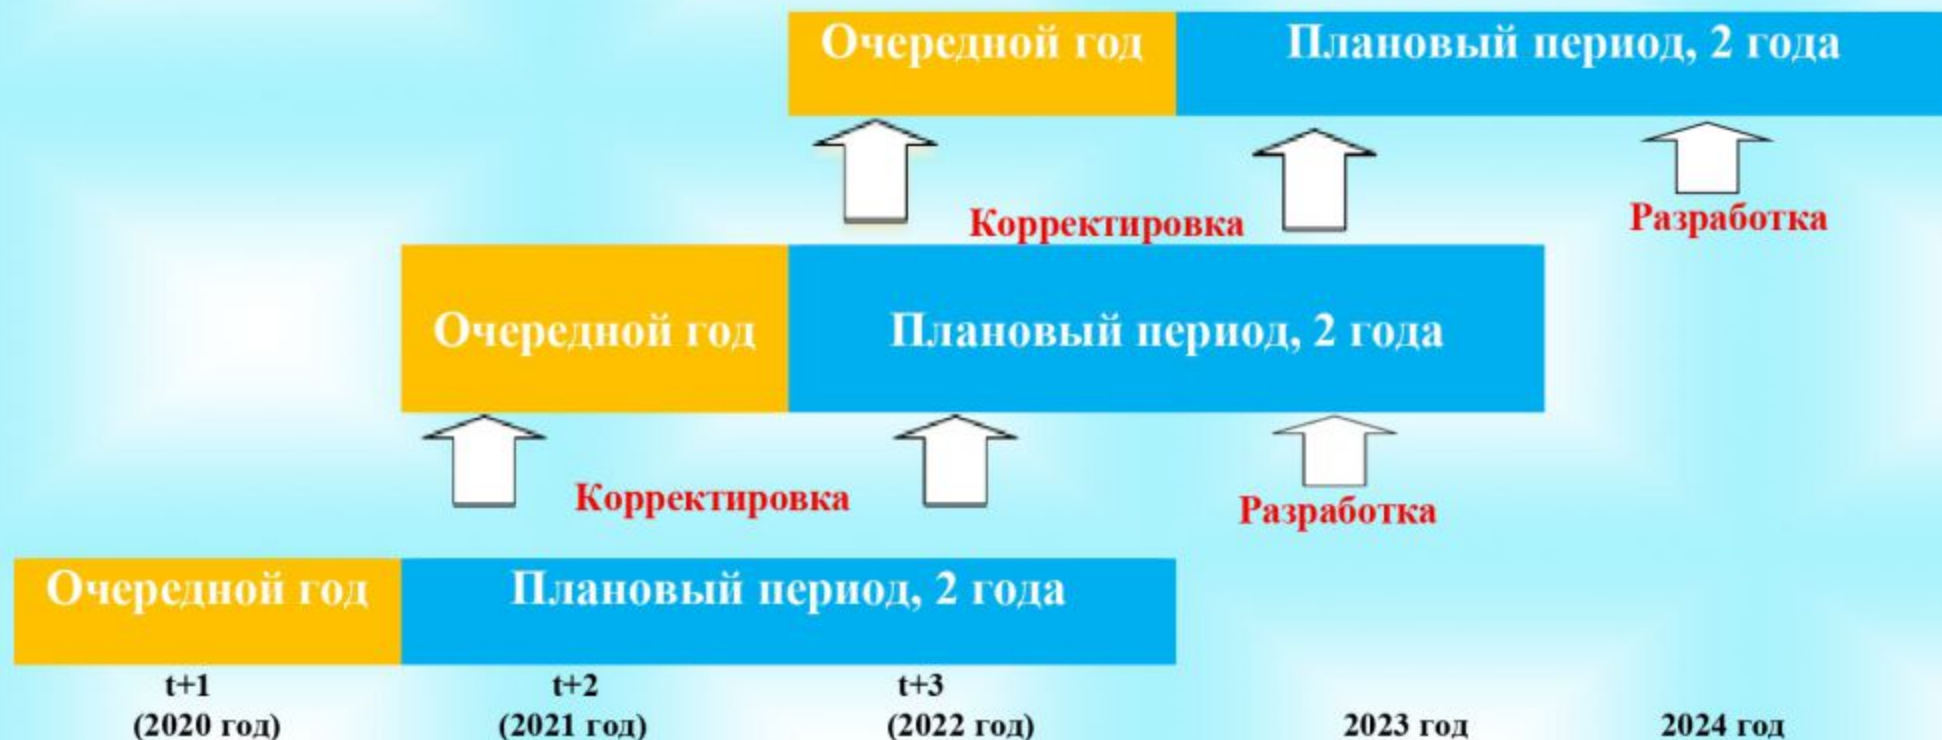 Очередной год
Плановый период, 2 года
Корректировка
Разработка
Очередной год
Плановый период, 2 года
Корректировка
Разработка
Очередной год
Плановый период, 2 года
t+1
t+2
t+3
(2020 год)
(2021 год)
(2022 год)
2023 год
2024 год